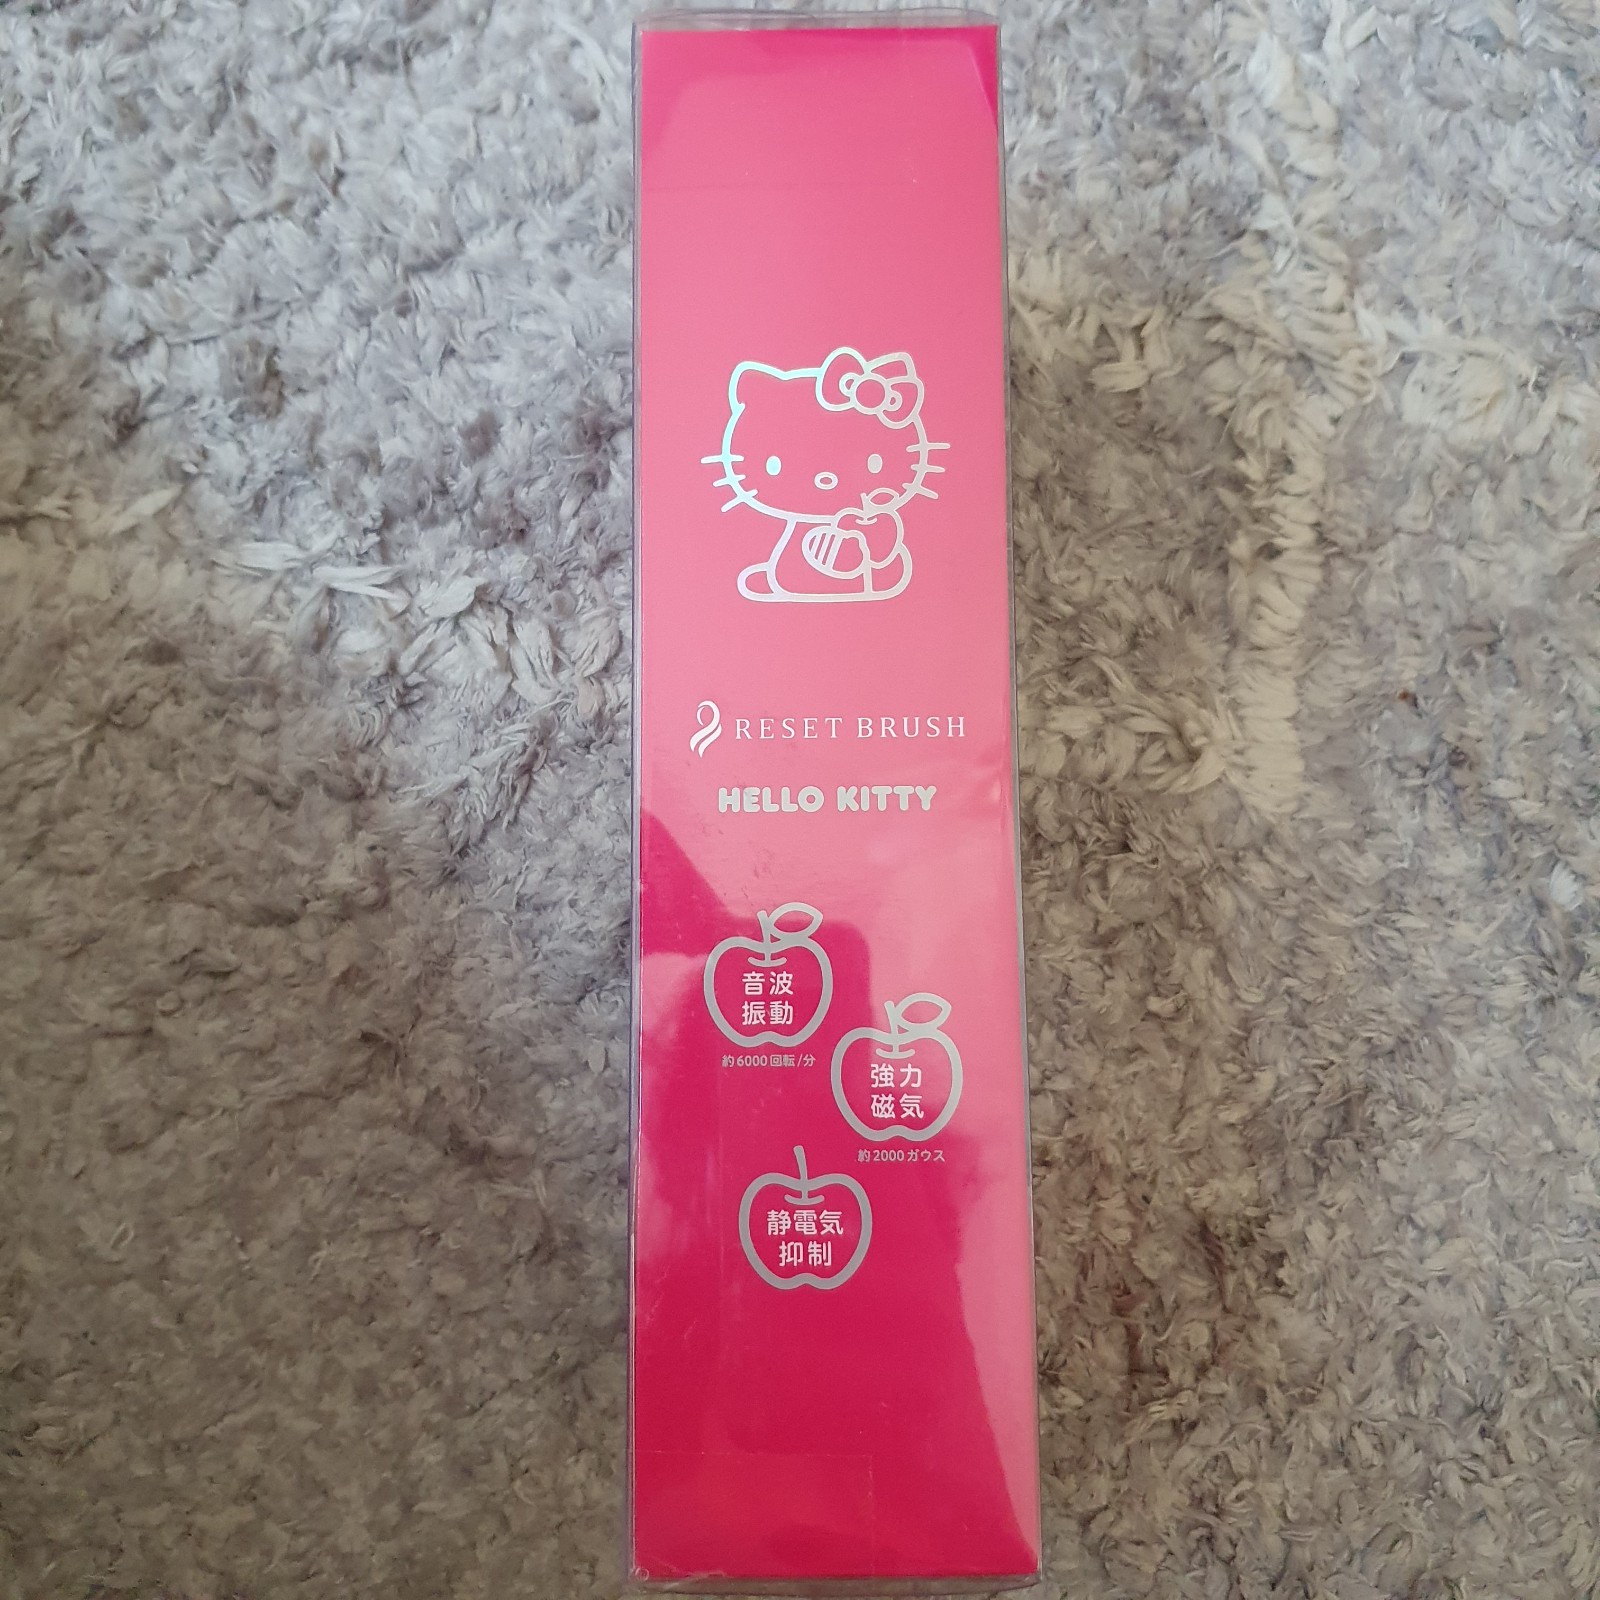 RESET BRUSH
HELLO KITTY
音波
振動
約6000回転/分
強力
磁気
約2000ガウス
静電気
抑制